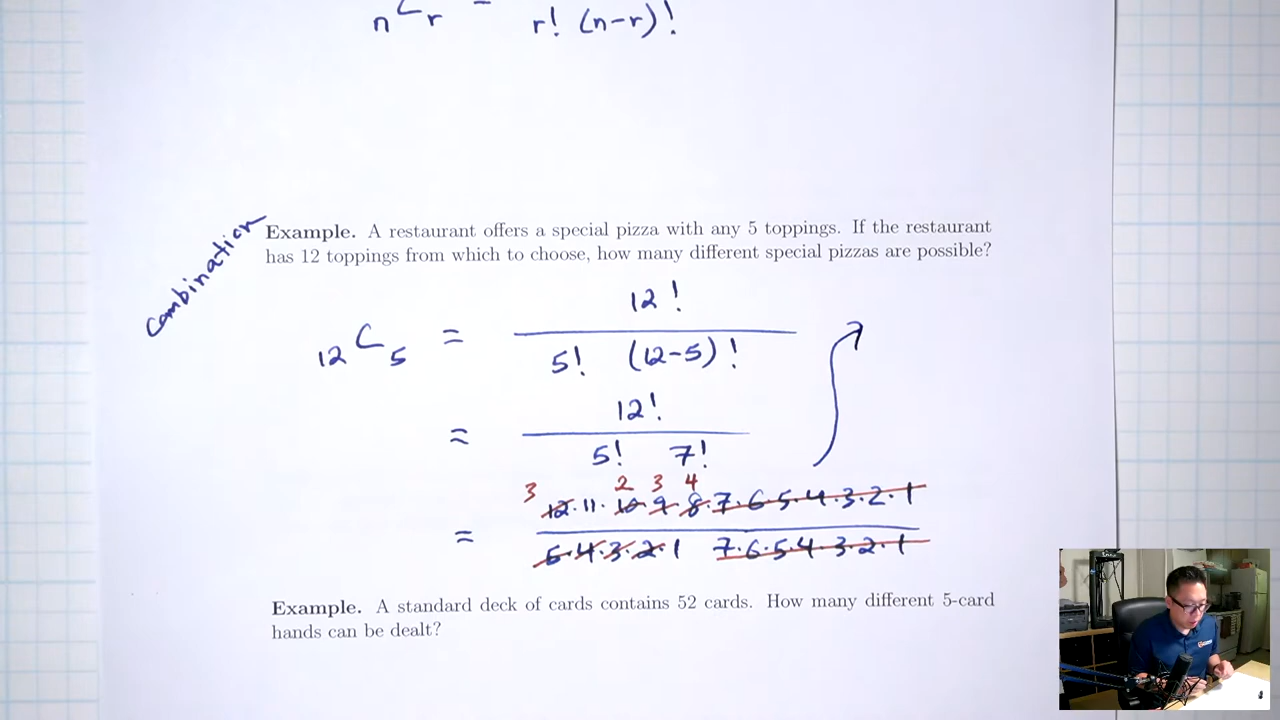 nCr =
r! (n-r)!
combination
Example. A restaurant offers a special pizza with any 5 toppings. If the restaurant
has 12 toppings from which to choose, how many different special pizzas are possible?
12!
12C5 =
5! (12-5)!
12!
=
5! 7!
3 2 3 4
12·11·10·9·8·7·6·5·4·3·2·1
=
5·4·3·2·1 7·6·5·4·3·2·1
Example. A standard deck of cards contains 52 cards. How many different 5-card
hands can be dealt?